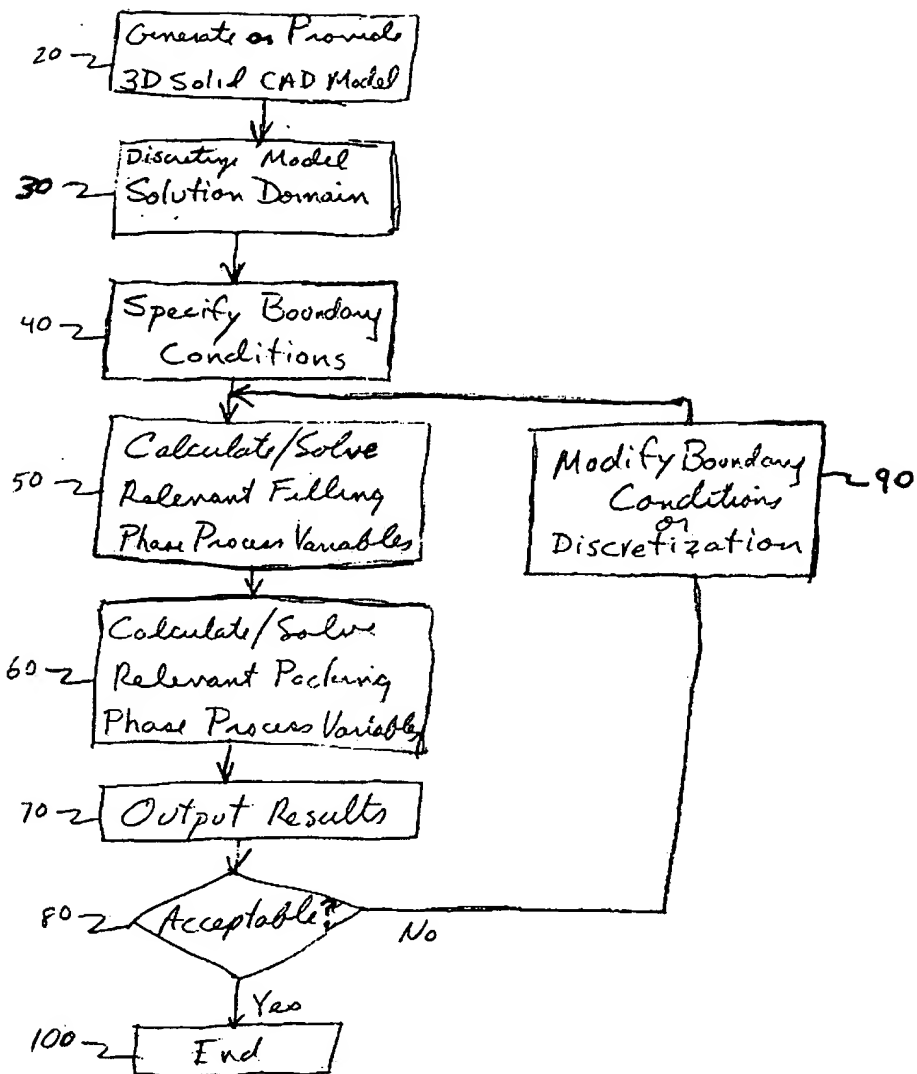 20
Generate or Provide
3D Solid CAD Model
30
Discretize Model
Solution Domain
40
Specify Boundary
Conditions
50
Calculate/Solve
Relevant Filling
Phase Process Variables
60
Calculate/Solve
Relevant Packing
Phase Process Variables
70
Output Results
80
Acceptable?
No
Yes
100
End
Modify Boundary
Conditions
or
Discretization
90